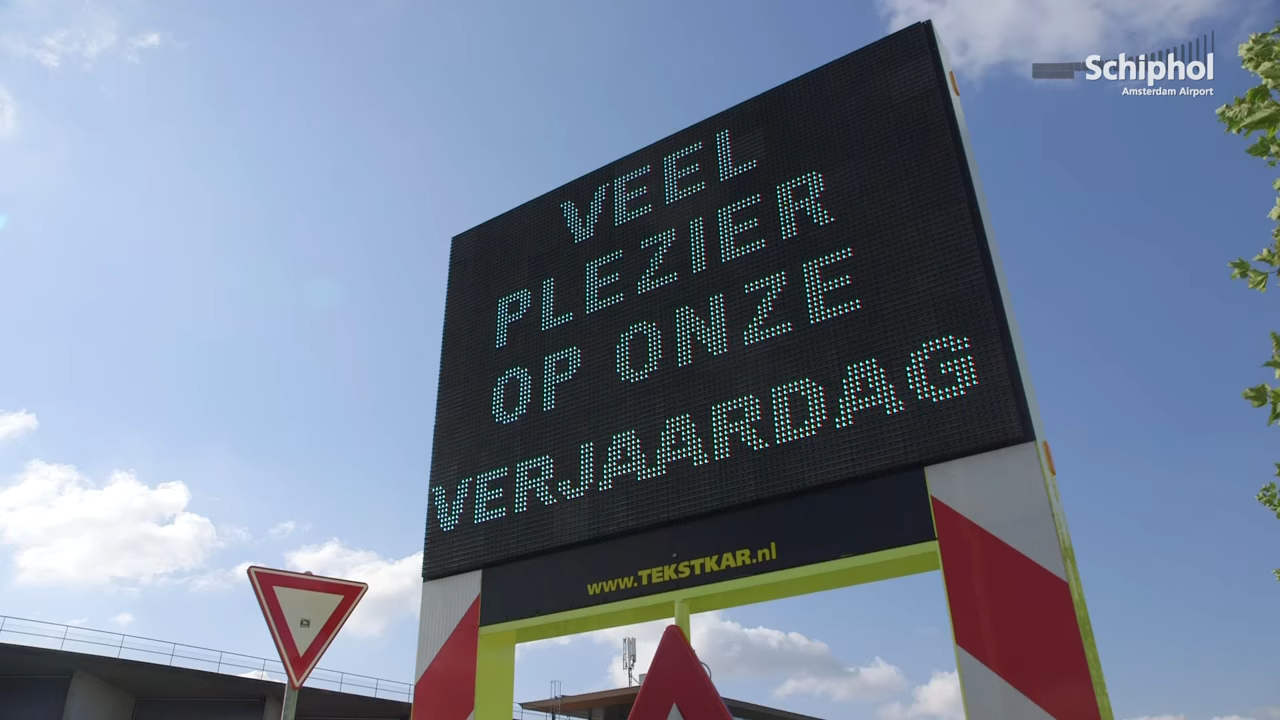 Schiphol
Amsterdam Airport
VEEL
PLEZIER
OP ONZE
VERJAARDAG
www.TEKSTKAR.nl